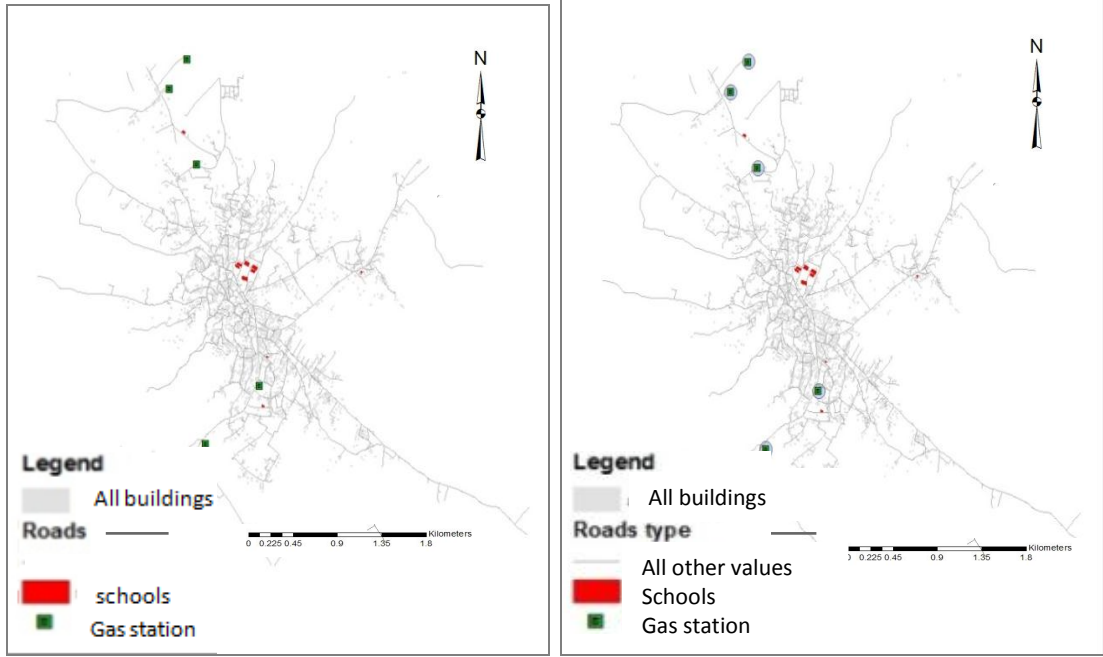 N
Legend
All buildings
Roads
Kilometers
0 0.225 0.45 0.9 1.35 1.8
schools
Gas station
N
Legend
All buildings
Roads type
Kilometers
0 0.225 0.45 0.9 1.35 1.8
All other values
Schools
Gas station